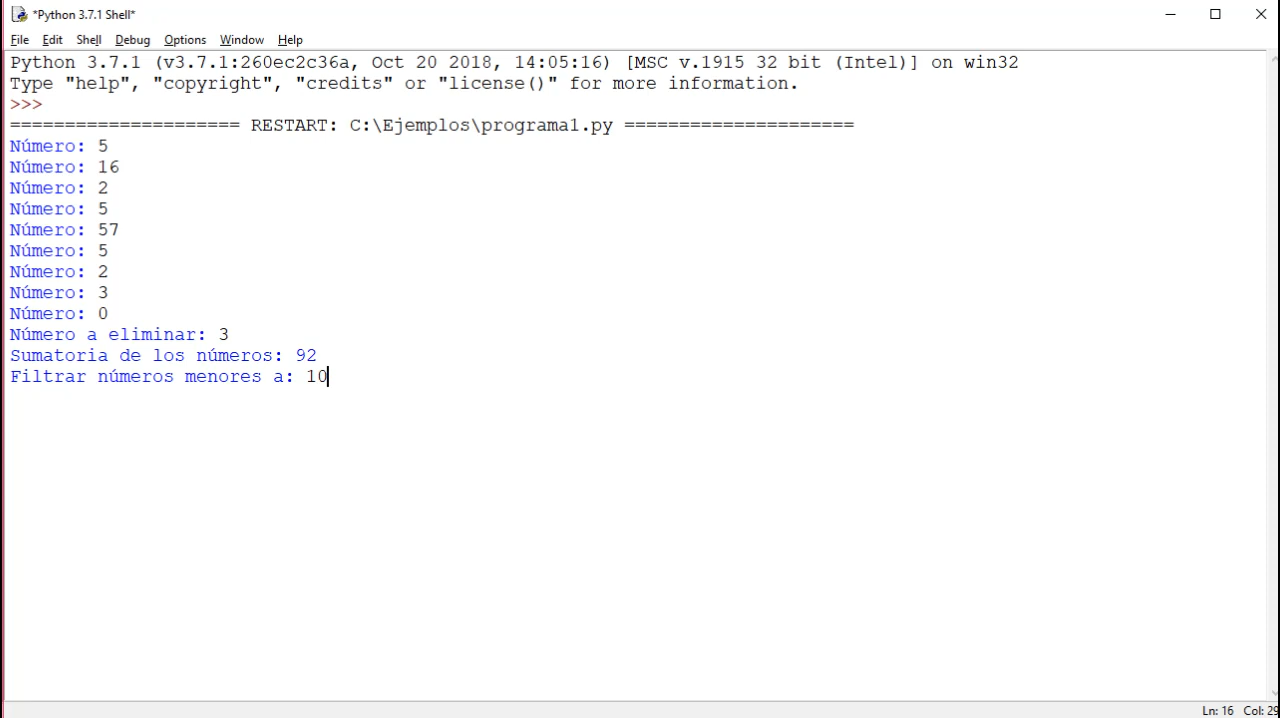 *Python 3.7.1 Shell*
File Edit Shell Debug Options Window Help
Python 3.7.1 (v3.7.1:260ec2c36a, Oct 20 2018, 14:05:16) [MSC v.1915 32 bit (Intel)] on win32
Type "help", "copyright", "credits" or "license()" for more information.
>>>
===================== RESTART: C:\Ejemplos\programa1.py =====================
Número: 5
Número: 16
Número: 2
Número: 5
Número: 57
Número: 5
Número: 2
Número: 3
Número: 0
Número a eliminar: 3
Sumatoria de los números: 92
Filtrar números menores a: 10
Ln: 16 Col: 29